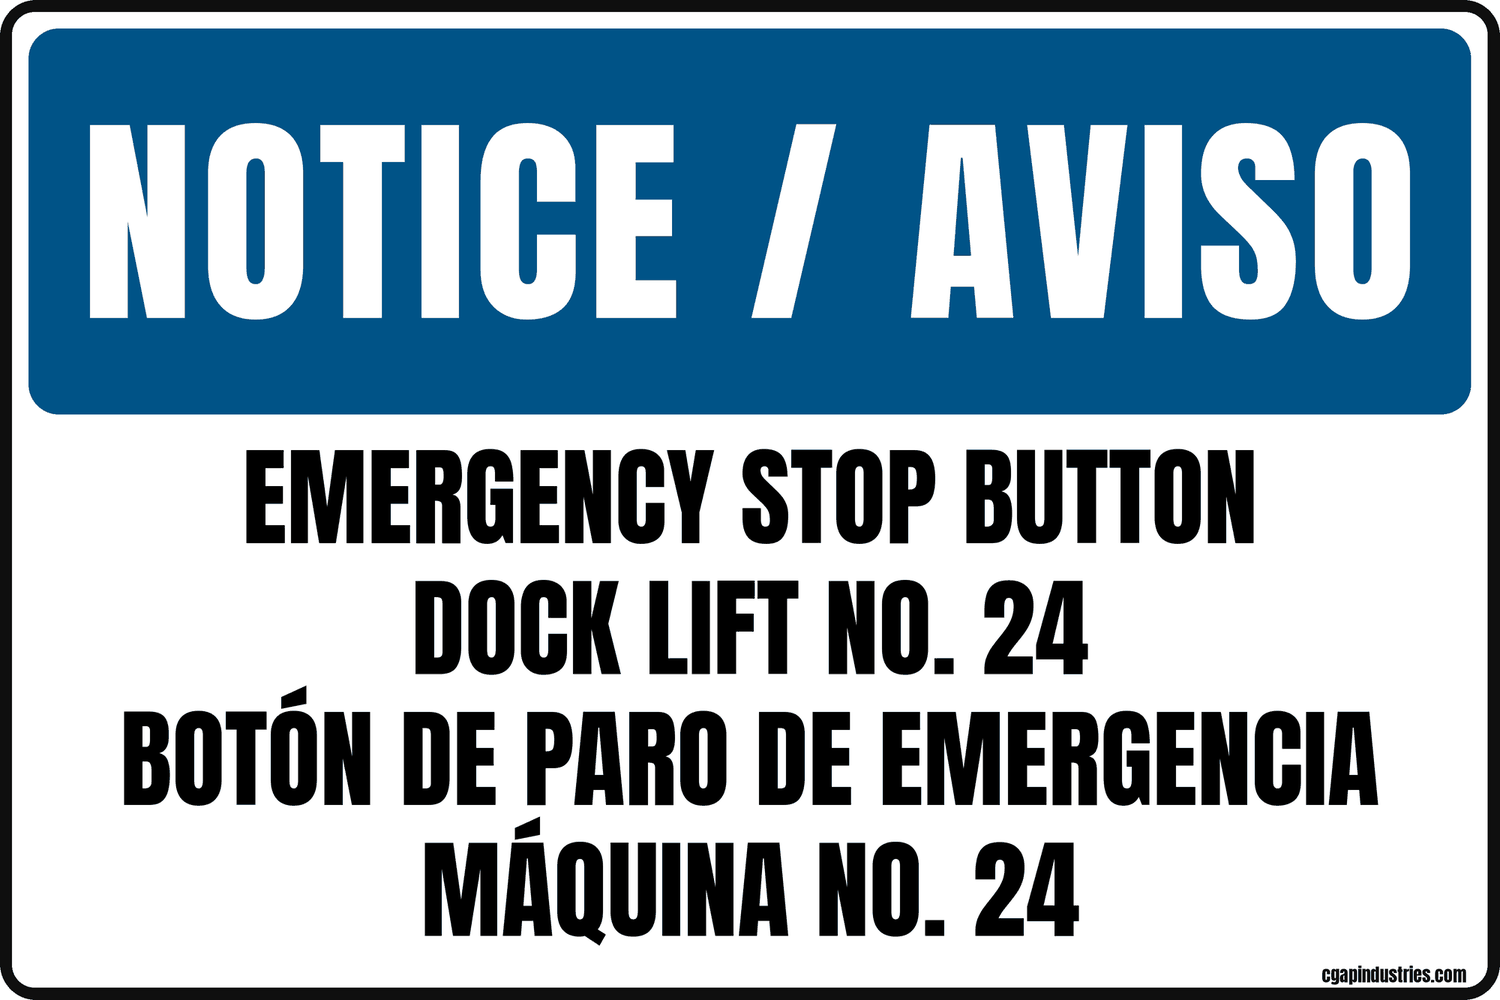 NOTICE / AVISO
EMERGENCY STOP BUTTON
DOCK LIFT NO. 24
BOTÓN DE PARO DE EMERGENCIA
MÁQUINA NO. 24
cgapindustries.com